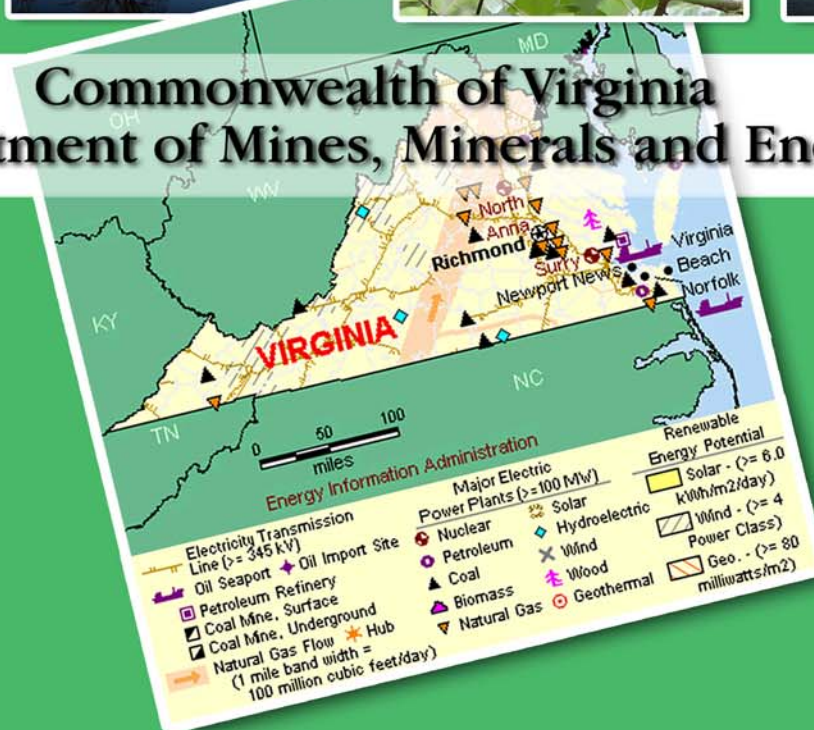 Commonwealth of Virginia
tment of Mines, Minerals and En
MD
OH
WV
North
Anna
Richmond
Surry
Newport News
Virginia
Beach
Norfolk
KY
VIRGINIA
NC
TN
0 50 100
miles
Energy Information Administration
Electricity Transmission
Line (>= 345 kV)
Oil Seaport
Oil Import Site
Petroleum Refinery
Coal Mine, Surface
Coal Mine, Underground
Natural Gas Flow
Hub
(1 mile band width =
100 million cubic feet/day)
Major Electric
Power Plants (>=100 MW)
Nuclear
Petroleum
Coal
Biomass
Natural Gas
Solar
Hydroelectric
Wind
Wood
Geothermal
Renewable
Energy Potential
Solar - (>= 6.0
kWh/m2/day)
Wind - (>= 4
Power Class)
Geo. - (>= 80
milliwatts/m2)